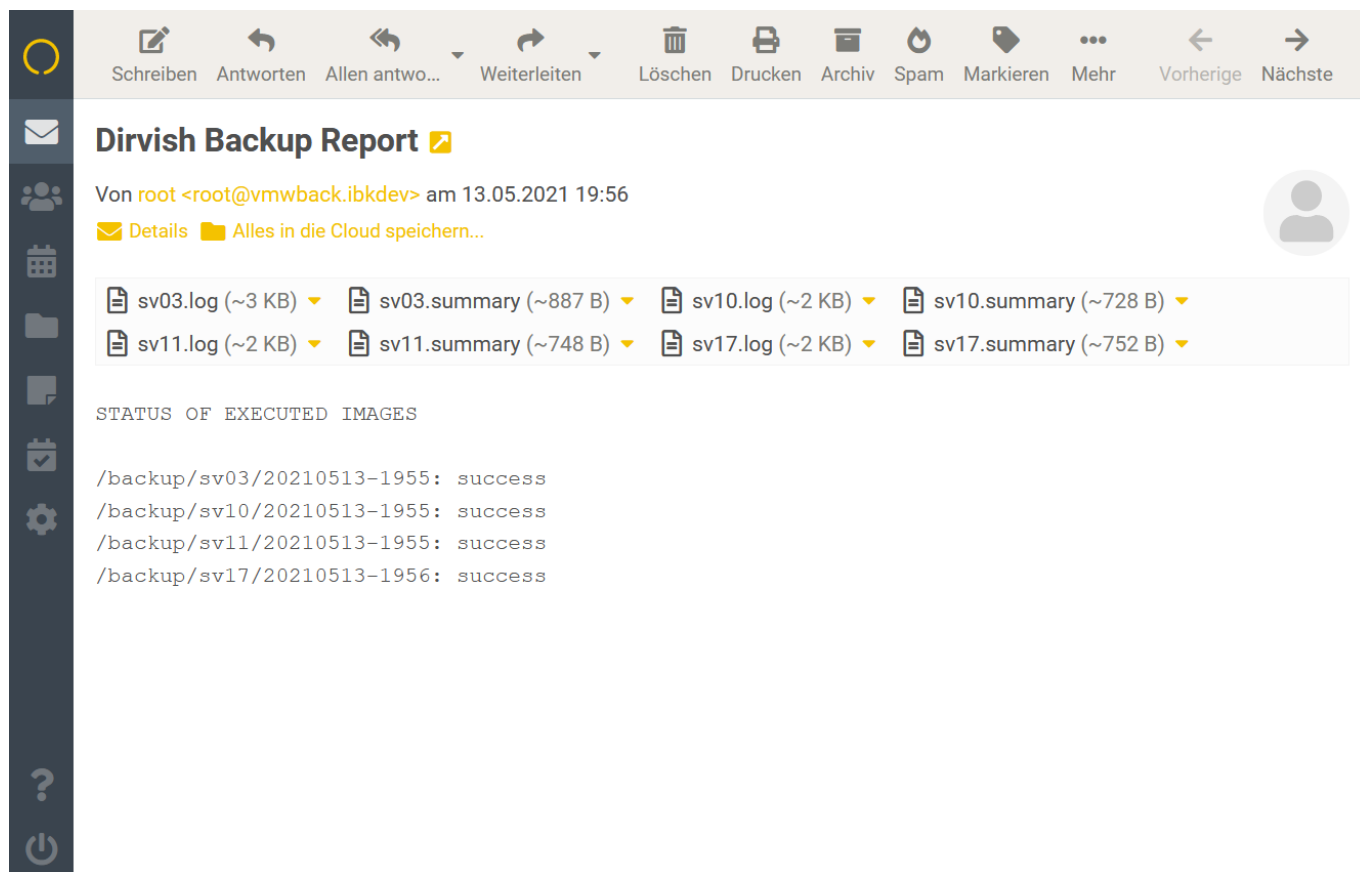 Schreiben Antworten Allen antwo... Weiterleiten Löschen Drucken Archiv Spam Markieren Mehr Vorherige Nächste
Dirvish Backup Report
Von root <root@vmwback.ibkdev> am 13.05.2021 19:56
Details Alles in die Cloud speichern...
sv03.log (~3 KB) sv03.summary (~887 B) sv10.log (~2 KB) sv10.summary (~728 B)
sv11.log (~2 KB) sv11.summary (~748 B) sv17.log (~2 KB) sv17.summary (~752 B)
STATUS OF EXECUTED IMAGES
/backup/sv03/20210513-1955: success
/backup/sv10/20210513-1955: success
/backup/sv11/20210513-1955: success
/backup/sv17/20210513-1956: success